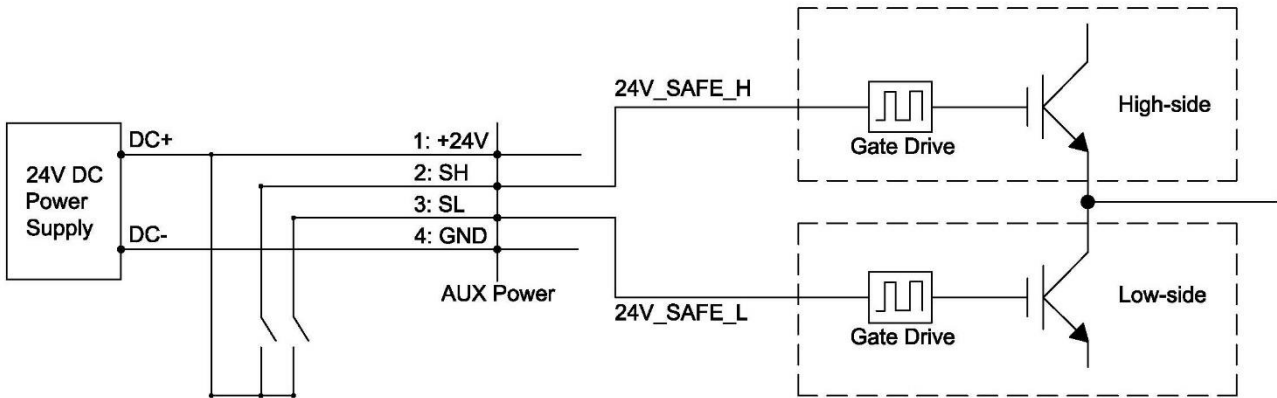 24V DC
Power
Supply
DC+
DC-
1: +24V
2: SH
3: SL
4: GND
AUX Power
24V_SAFE_H
24V_SAFE_L
Gate Drive
High-side
Gate Drive
Low-side